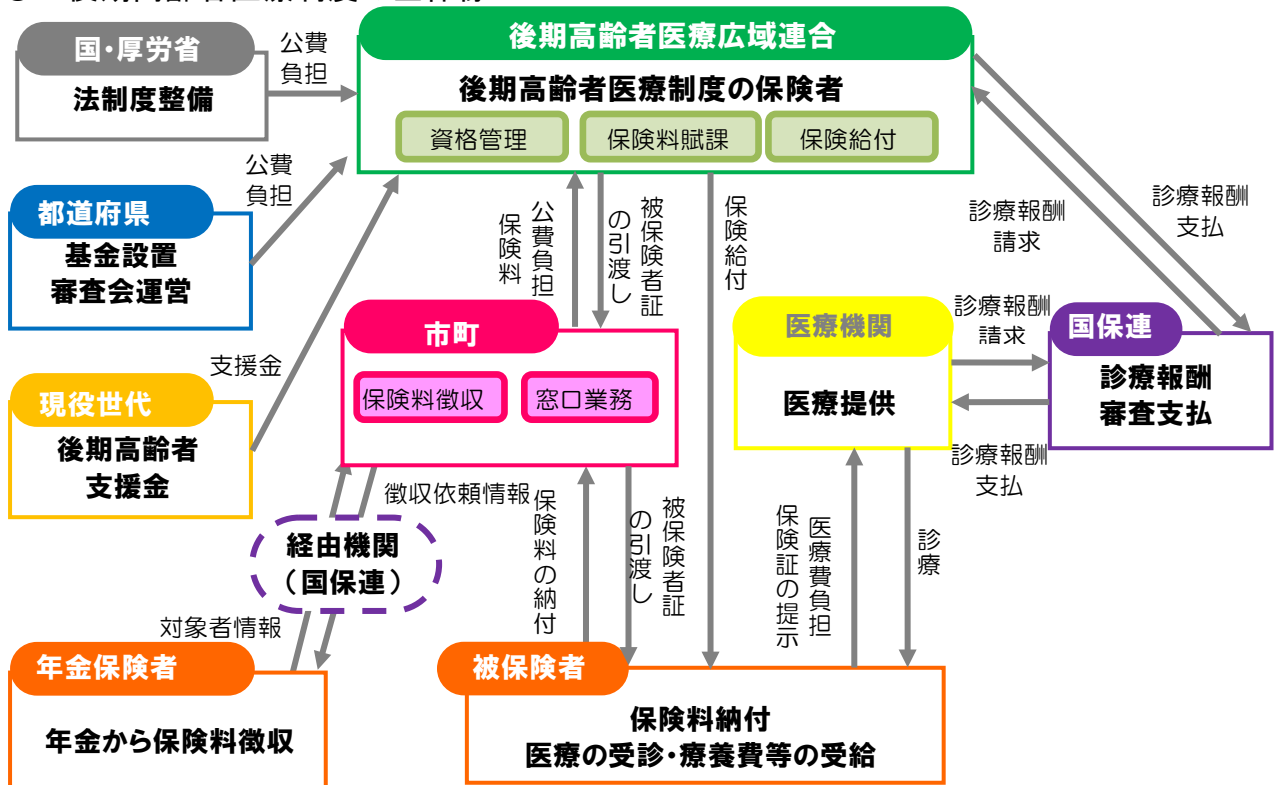 国・厚労省
法制度整備
公費
負担
後期高齢者医療広域連合
後期高齢者医療制度の保険者
資格管理
保険料賦課
保険給付
公費
負担
都道府県
基金設置
審査会運営
公費負担
保険料
被保険者証
の引渡し
保険給付
診療報酬
請求
診療報酬
支払
支援金
現役世代
後期高齢者
支援金
市町
保険料徴収
窓口業務
医療機関
医療提供
診療報酬
請求
診療報酬
支払
国保連
診療報酬
審査支払
徴収依頼情報
経由機関
(国保連)
対象者情報
保険料の納付
被保険者証
の引渡し
医療費負担
保険証の提示
診療
年金保険者
年金から保険料徴収
被保険者
保険料納付
医療の受診・療養費等の受給